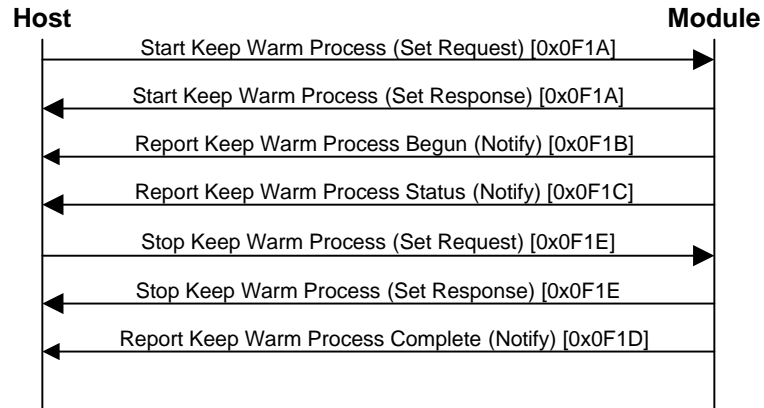 Host Module
Start Keep Warm Process (Set Request) [0x0F1A]
Start Keep Warm Process (Set Response) [0x0F1A]
Report Keep Warm Process Begun (Notify) [0x0F1B]
Report Keep Warm Process Status (Notify) [0x0F1C]
Stop Keep Warm Process (Set Request) [0x0F1E]
Stop Keep Warm Process (Set Response) [0x0F1E
Report Keep Warm Process Complete (Notify) [0x0F1D]